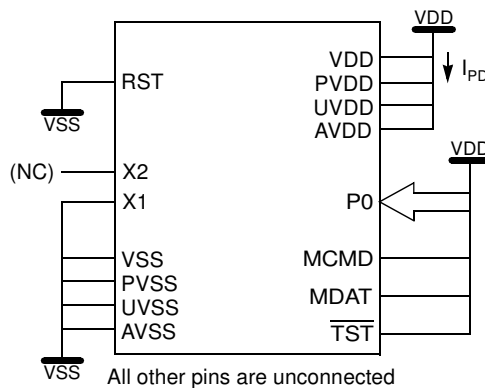 VDD
VDD
RST
PVDD
I_PD
UVDD
VSS
AVDD
VDD
(NC) X2
X1
P0
VSS
MCMD
PVSS
UVSS
MDAT
AVSS
TST
VSS
All other pins are unconnected